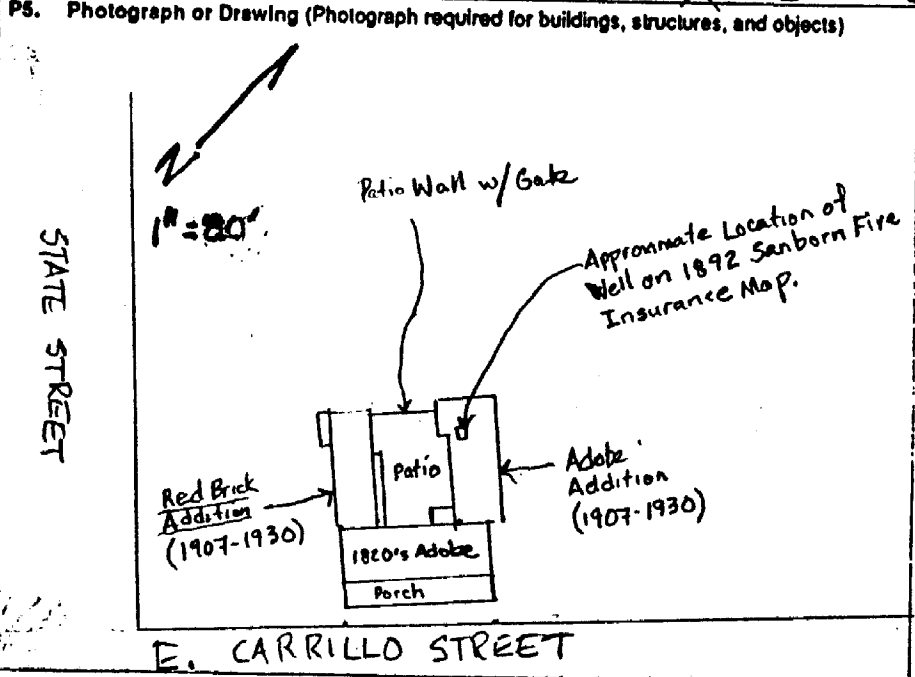 P5. Photograph or Drawing (Photograph required for buildings, structures, and objects)
N
1" = 80'
Patio Wall w/ Gate
Approximate Location of
Well on 1892 Sanborn Fire
Insurance Map.
STATE STREET
Patio
Adobe
Addition
(1907-1930)
Red Brick
Addition
(1907-1930)
1820's Adobe
Porch
E. CARRILLO STREET